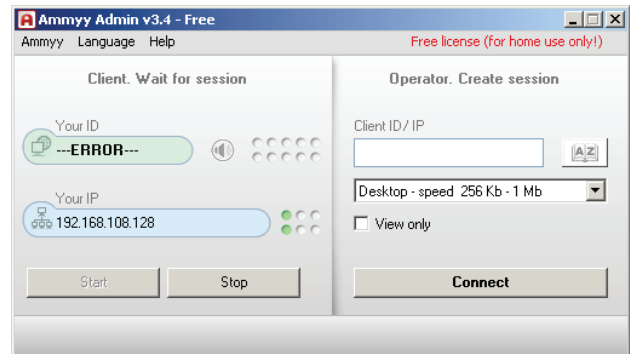 Ammyy Admin v3.4 - Free
Ammyy Language Help
Free license (for home use only!)
Client. Wait for session
Your ID
---ERROR---
Your IP
192.168.108.128
Start Stop
Operator. Create session
Client ID / IP
AZ
Desktop - speed 256 Kb - 1 Mb
View only
Connect